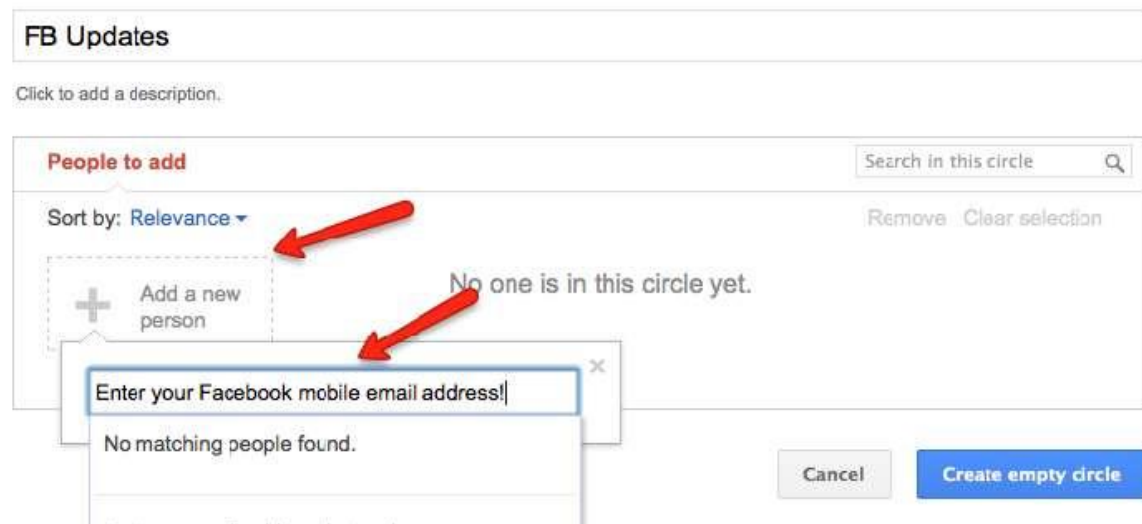 FB Updates
Click to add a description.
People to add
Search in this circle
Sort by: Relevance
Remove Clear selection
Add a new
person
No one is in this circle yet.
Enter your Facebook mobile email address!
No matching people found.
Cancel
Create empty circle